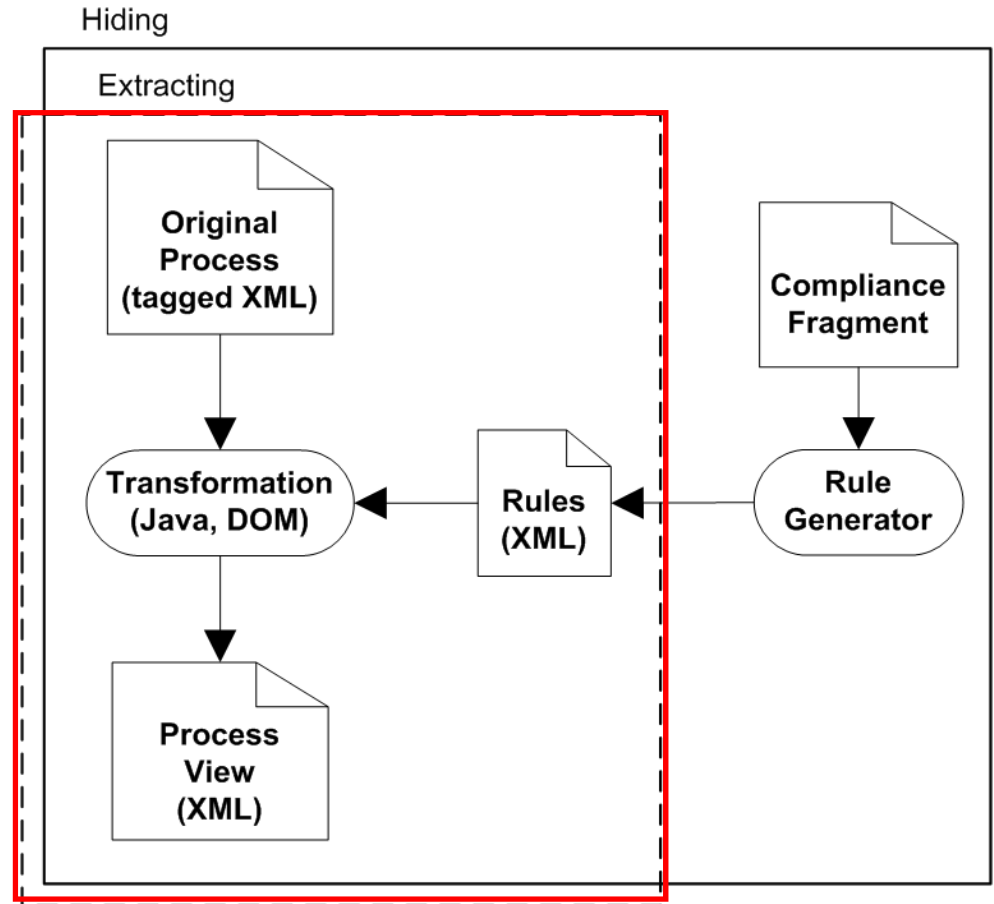 Hiding
Extracting
Original
Process
(tagged XML)
Compliance
Fragment
Transformation
(Java, DOM)
Rules
(XML)
Rule
Generator
Process
View
(XML)